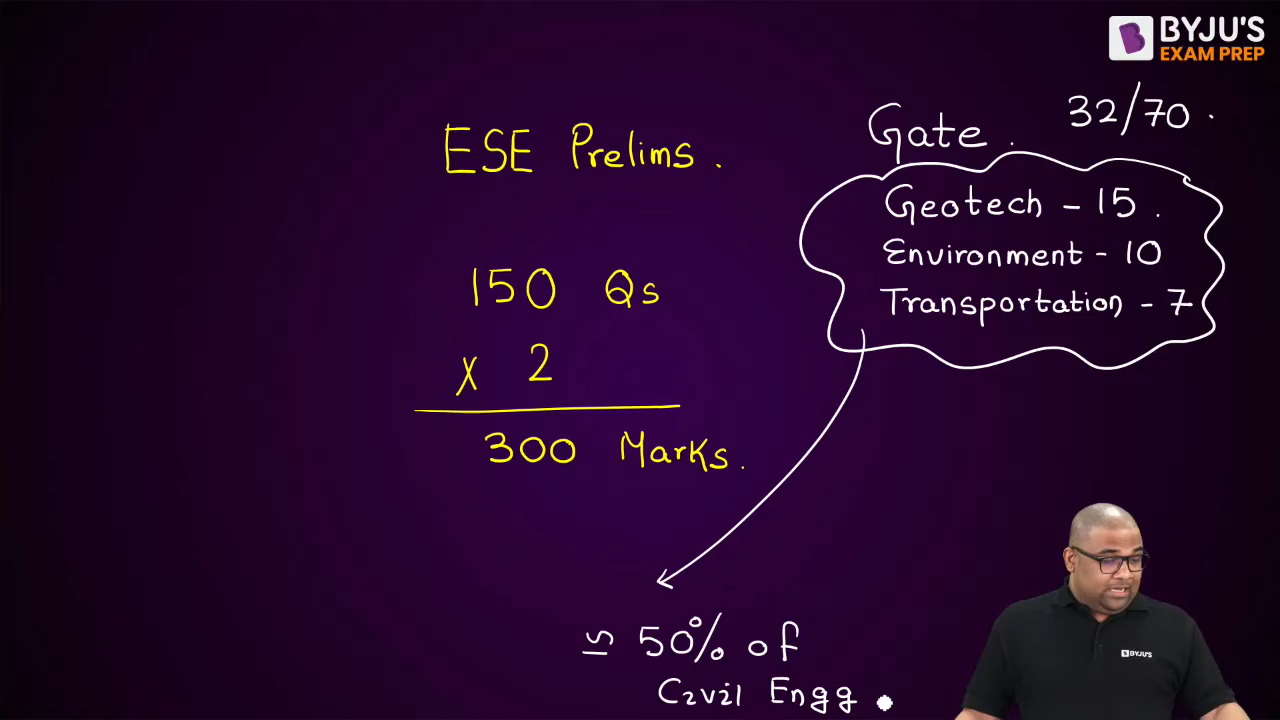 BYJU'S
EXAM PREP
ESE Prelims.
150 Qs
x 2
300 Marks.
Gate. 32/70.
Geotech - 15.
Environment - 10
Transportation - 7
≃ 50% of
Civil Engg
BYJU'S